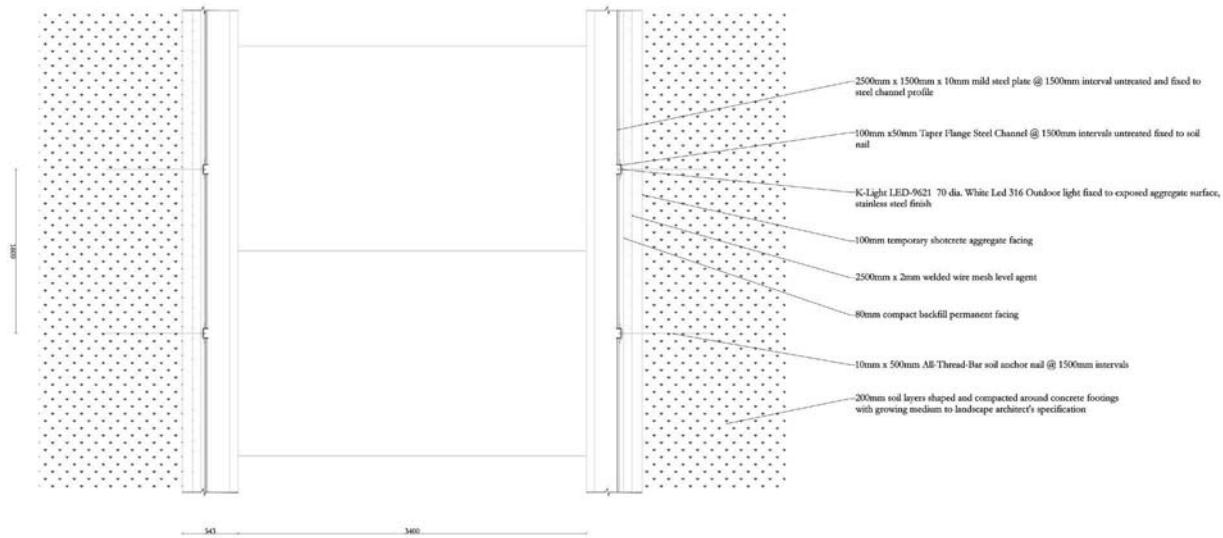 2500mm x 1500mm x 10mm mild steel plate @ 1500mm interval untreated and fixed to
steel channel profile
100mm x50mm Taper Flange Steel Channel @ 1500mm intervals untreated fixed to soil
nail
K-Light LED-9621 70 dia. White Led 316 Outdoor light fixed to exposed aggregate surface,
stainless steel finish
100mm temporary shotcrete aggregate facing
2500mm x 2mm welded wire mesh level agent
80mm compact backfill permanent facing
10mm x 500mm All-Thread-Bar soil anchor nail @ 1500mm intervals
200mm soil layers shaped and compacted around concrete footings
with growing medium to landscape architect's specification
543
3400